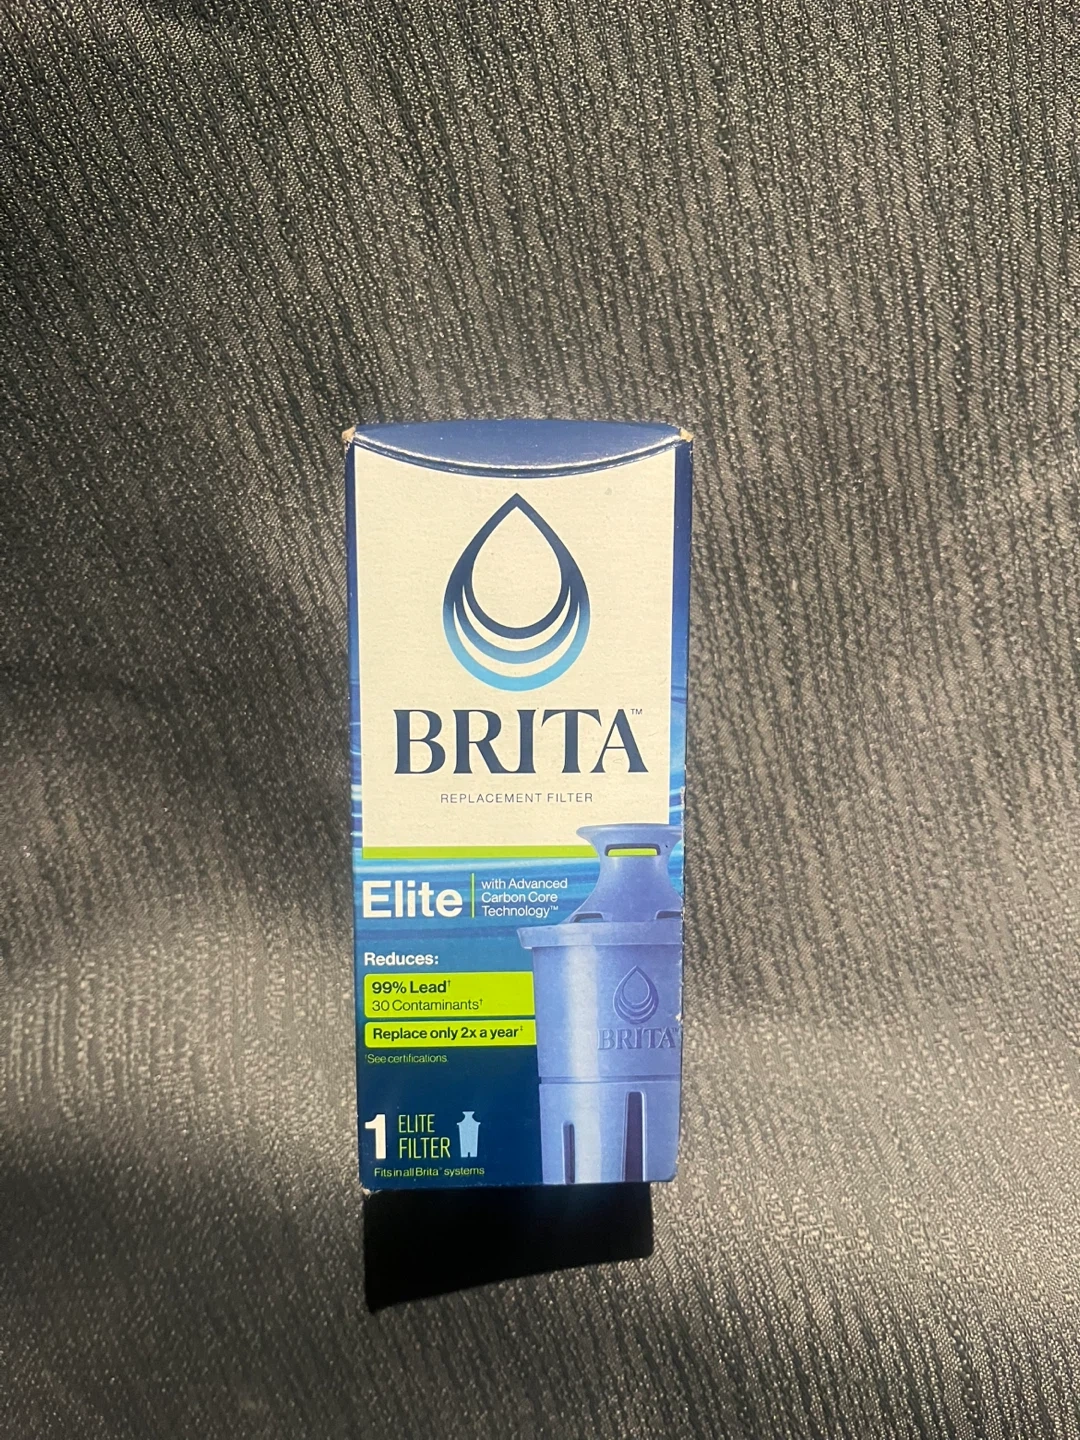 BRITA™
REPLACEMENT FILTER
Elite
with Advanced
Carbon Core
Technology™
Reduces:
99% Lead†
30 Contaminants†
Replace only 2x a year‡
†See certifications.
BRITA
1
ELITE
FILTER
Fits in all Brita® systems